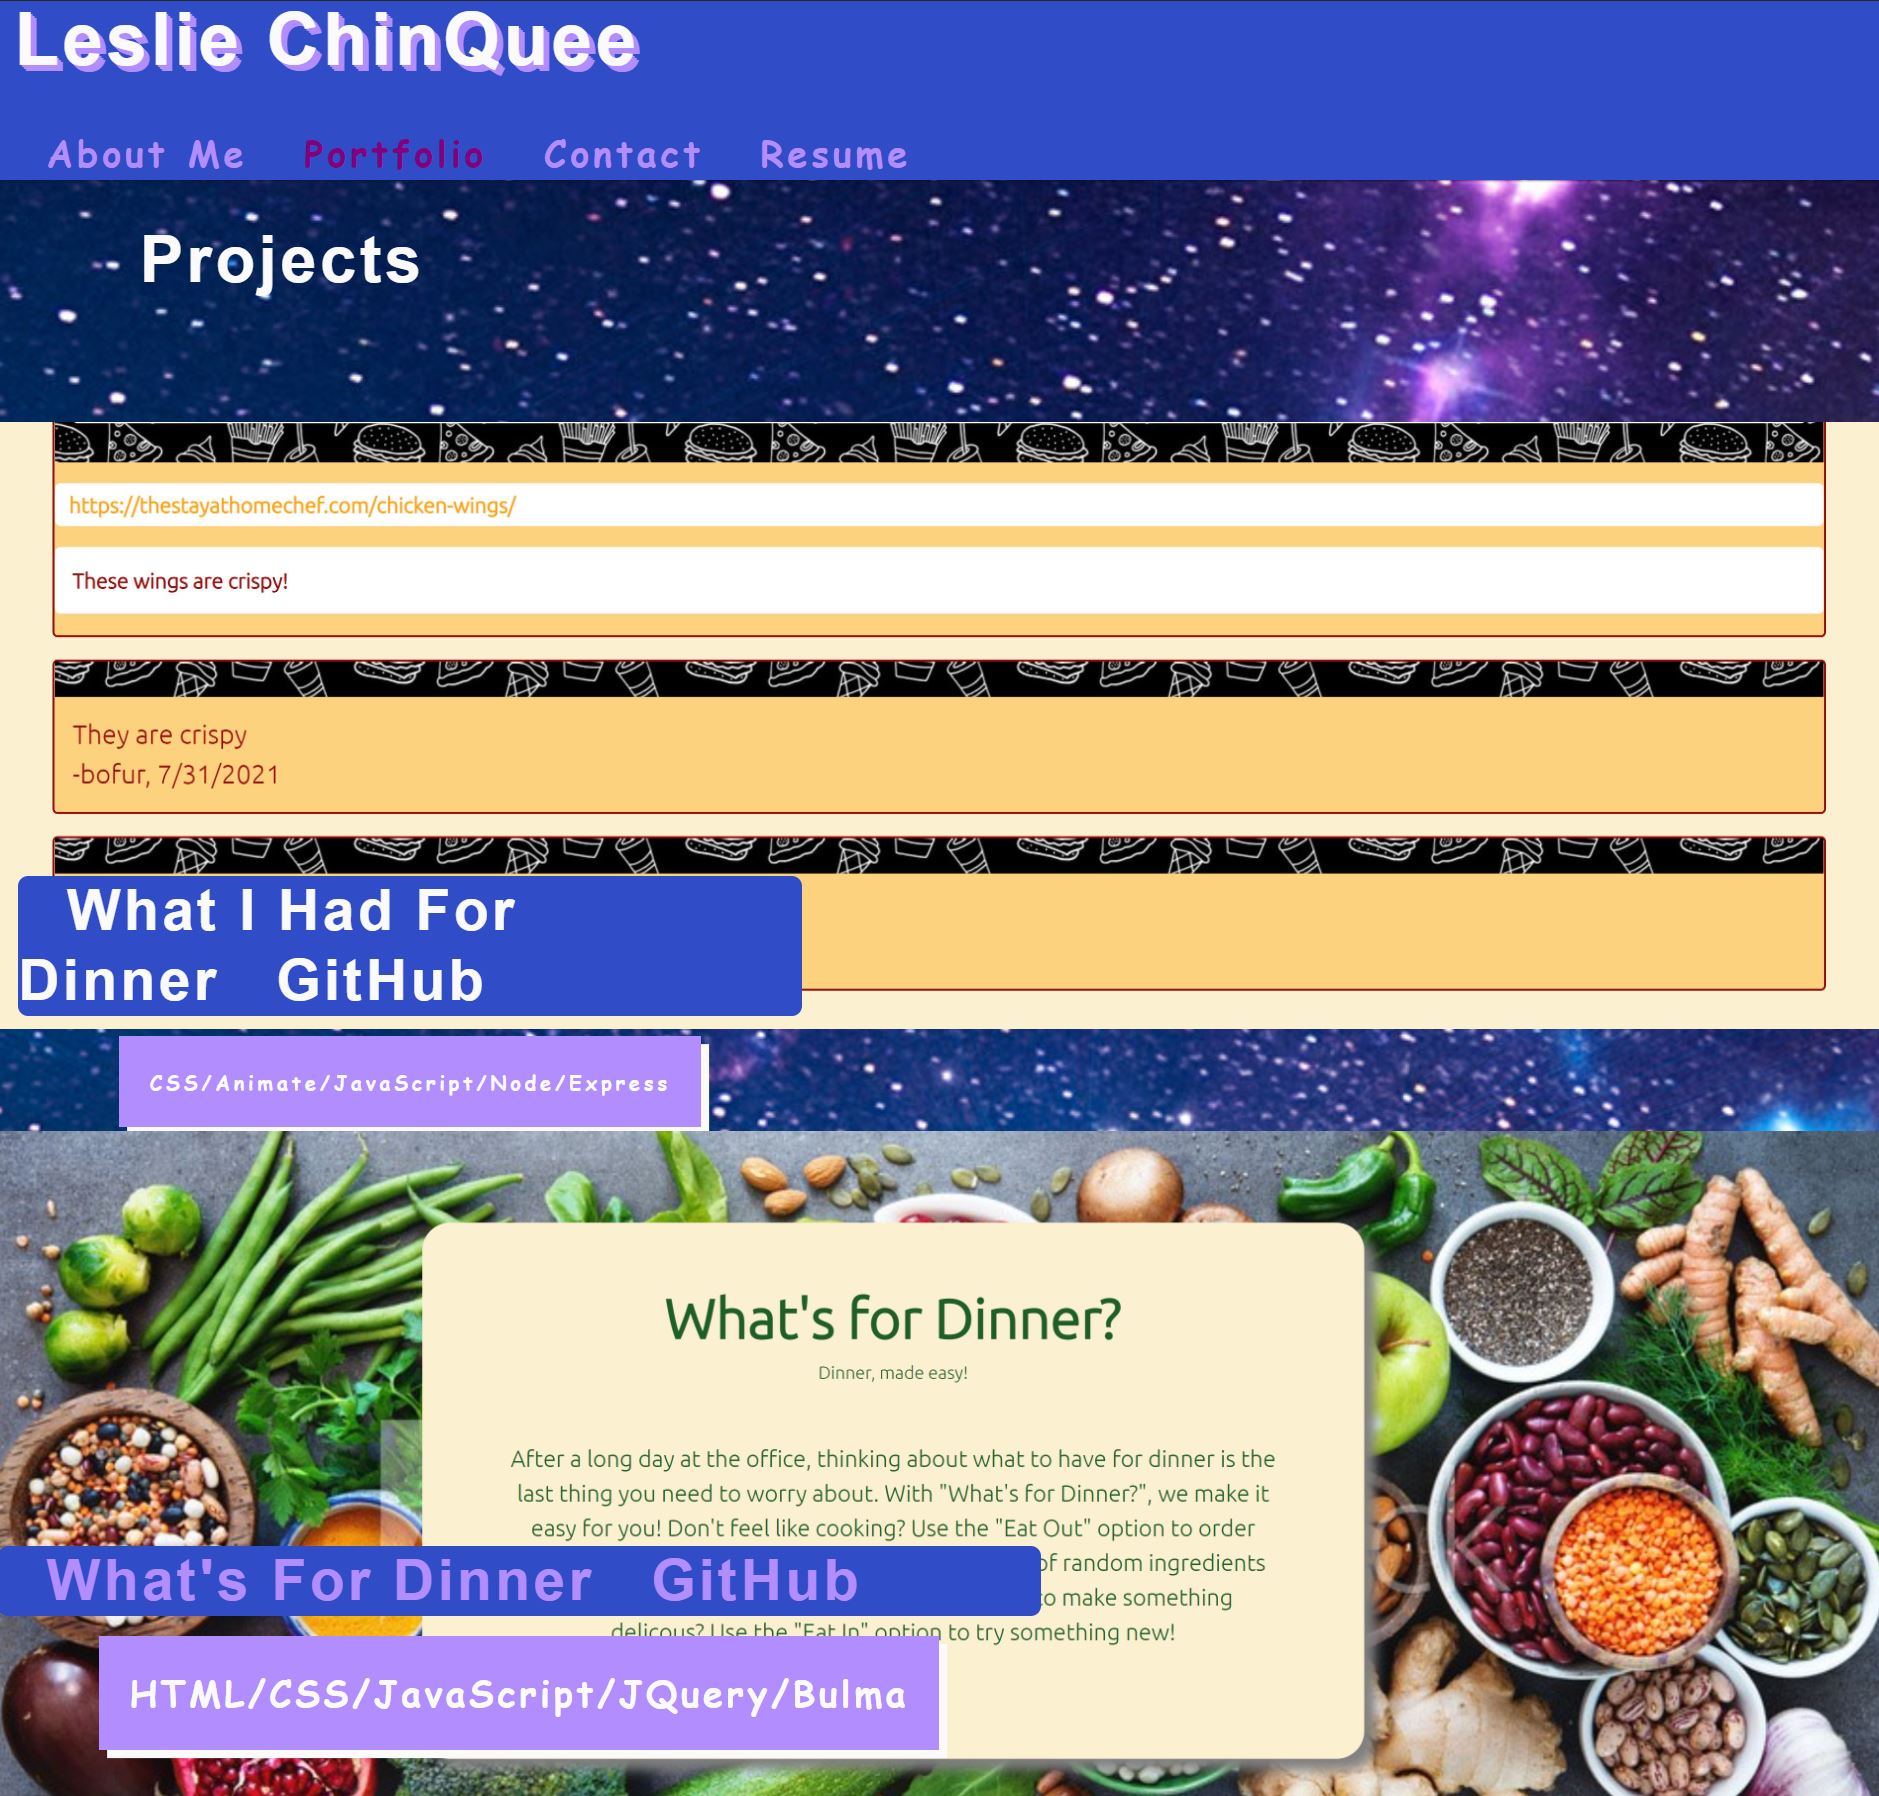 Leslie ChinQuee
About Me Portfolio Contact Resume
Projects
https://thestayathomechef.com/chicken-wings/
These wings are crispy!
They are crispy
-bofur, 7/31/2021
What I Had For
Dinner GitHub
CSS/Animate/JavaScript/Node/Express
What's for Dinner?
Dinner, made easy!
After a long day at the office, thinking about what to have for dinner is the
last thing you need to worry about. With "What's for Dinner?", we make it
easy for you! Don't feel like cooking? Use the "Eat Out" option to order
of random ingredients
What's For Dinner GitHub
to make something
delicous? Use the "Eat In" option to try something new!
HTML/CSS/JavaScript/JQuery/Bulma